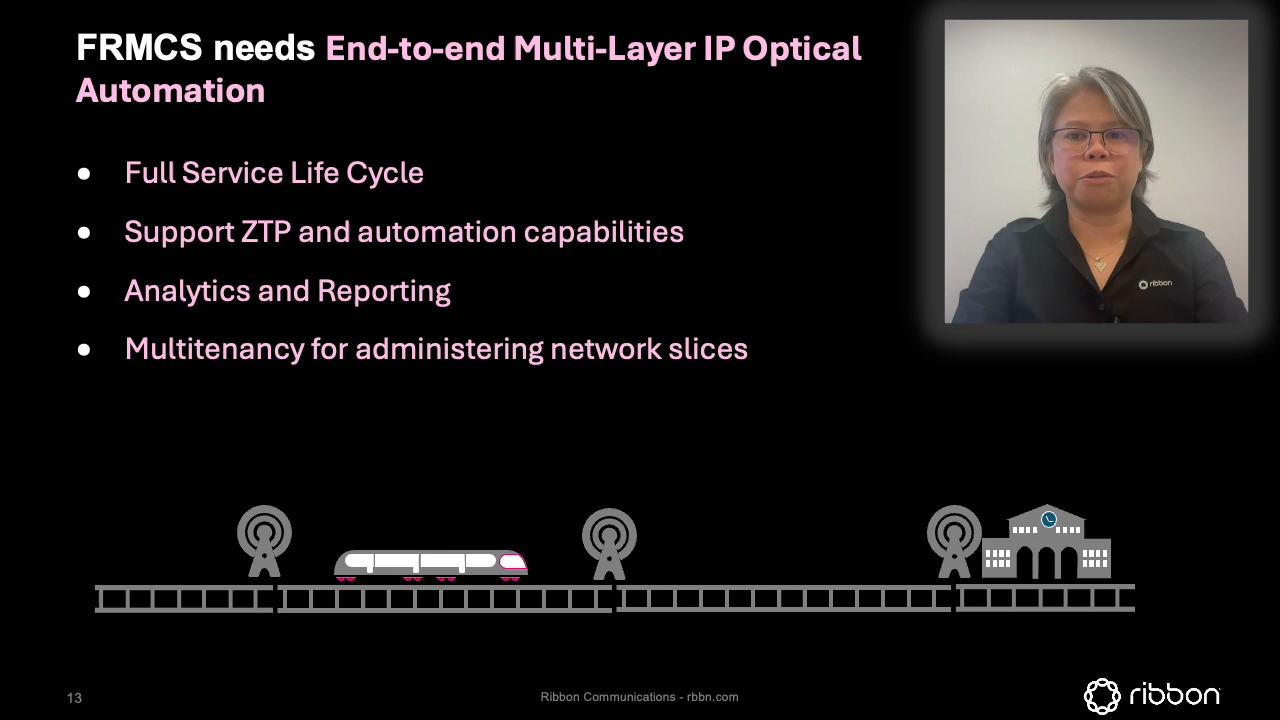 FRMCS needs End-to-end Multi-Layer IP Optical
Automation
• Full Service Life Cycle
• Support ZTP and automation capabilities
• Analytics and Reporting
• Multitenancy for administering network slices
ribbon
13
Ribbon Communications - rbbn.com
ribbon